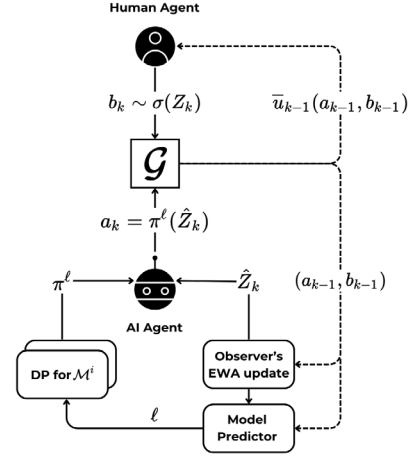 Human Agent
b_k ∼ σ(Z_k)
u̅_{k−1}(a_{k−1}, b_{k−1})
𝓖
a_k = π^ℓ(Ẑ_k)
π^ℓ
Ẑ_k
(a_{k−1}, b_{k−1})
AI Agent
DP for ℳ^i
Observer's
EWA update
ℓ
Model
Predictor